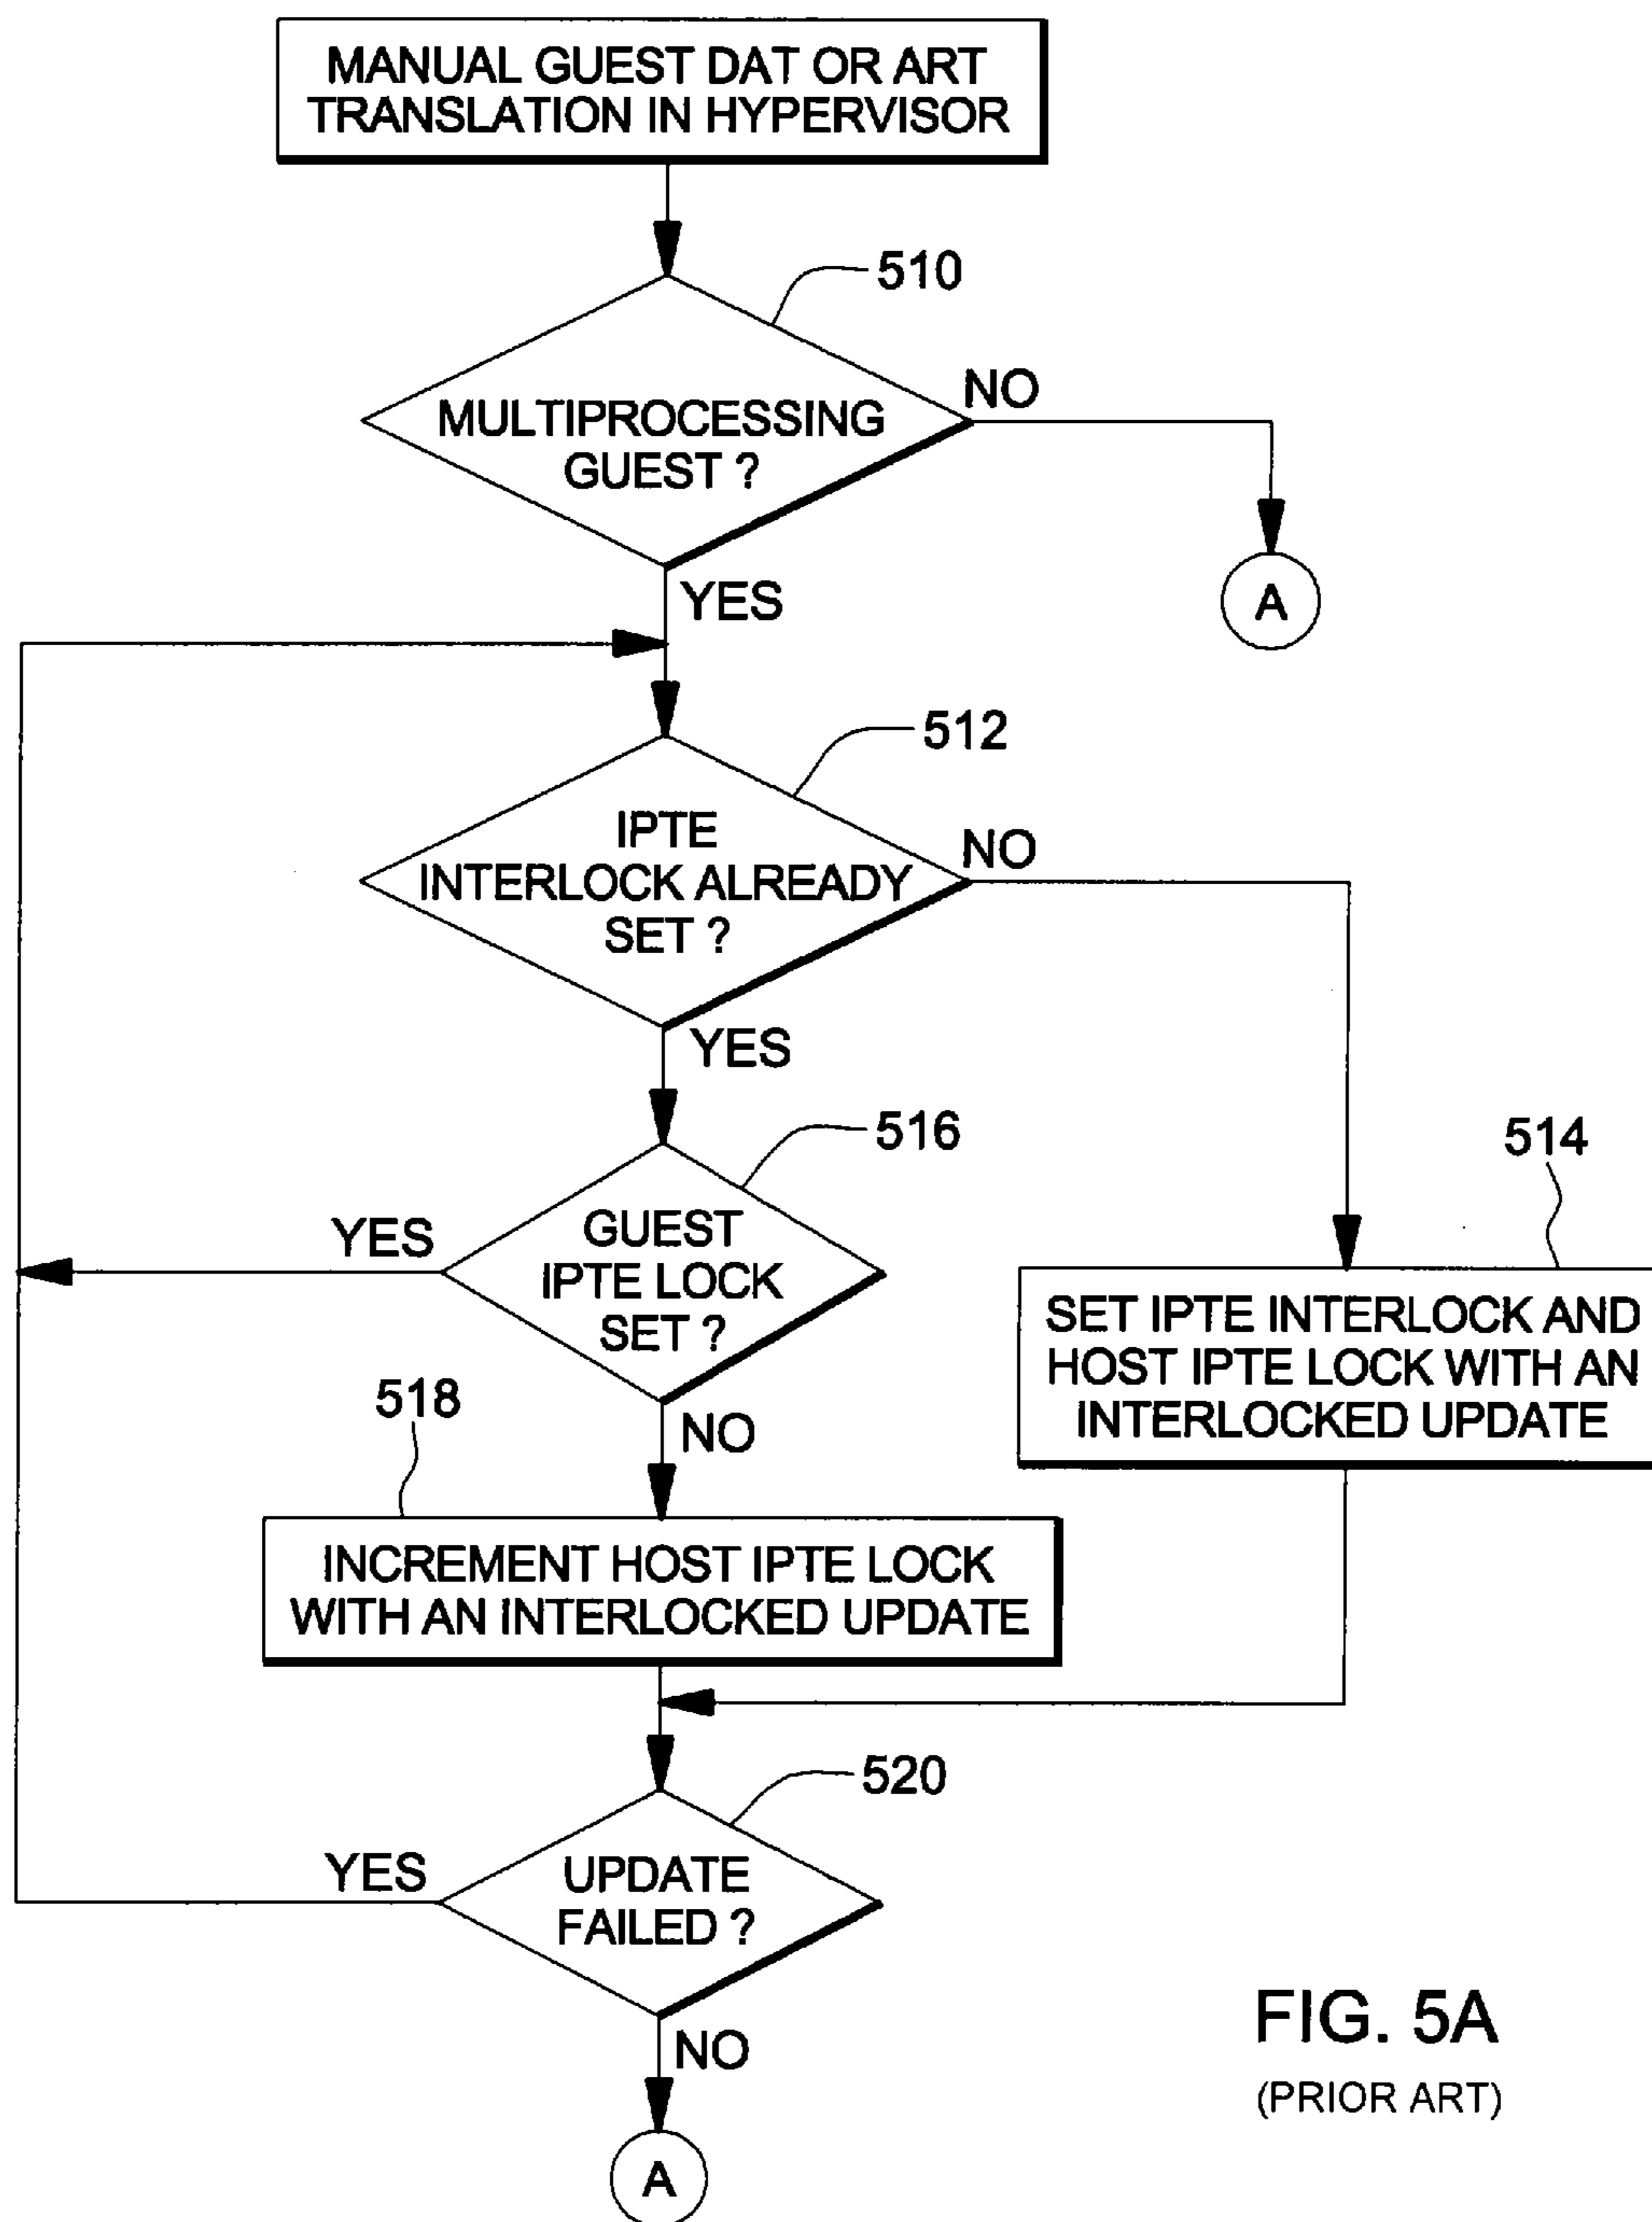 MANUAL GUEST DAT OR ART
TRANSLATION IN HYPERVISOR
510
MULTIPROCESSING
GUEST ?
NO
A
YES
512
IPTE
INTERLOCK ALREADY
SET ?
NO
YES
516
514
GUEST
IPTE LOCK
SET ?
YES
SET IPTE INTERLOCK AND
HOST IPTE LOCK WITH AN
INTERLOCKED UPDATE
518
NO
INCREMENT HOST IPTE LOCK
WITH AN INTERLOCKED UPDATE
520
UPDATE
FAILED ?
YES
NO
A
FIG. 5A
(PRIOR ART)